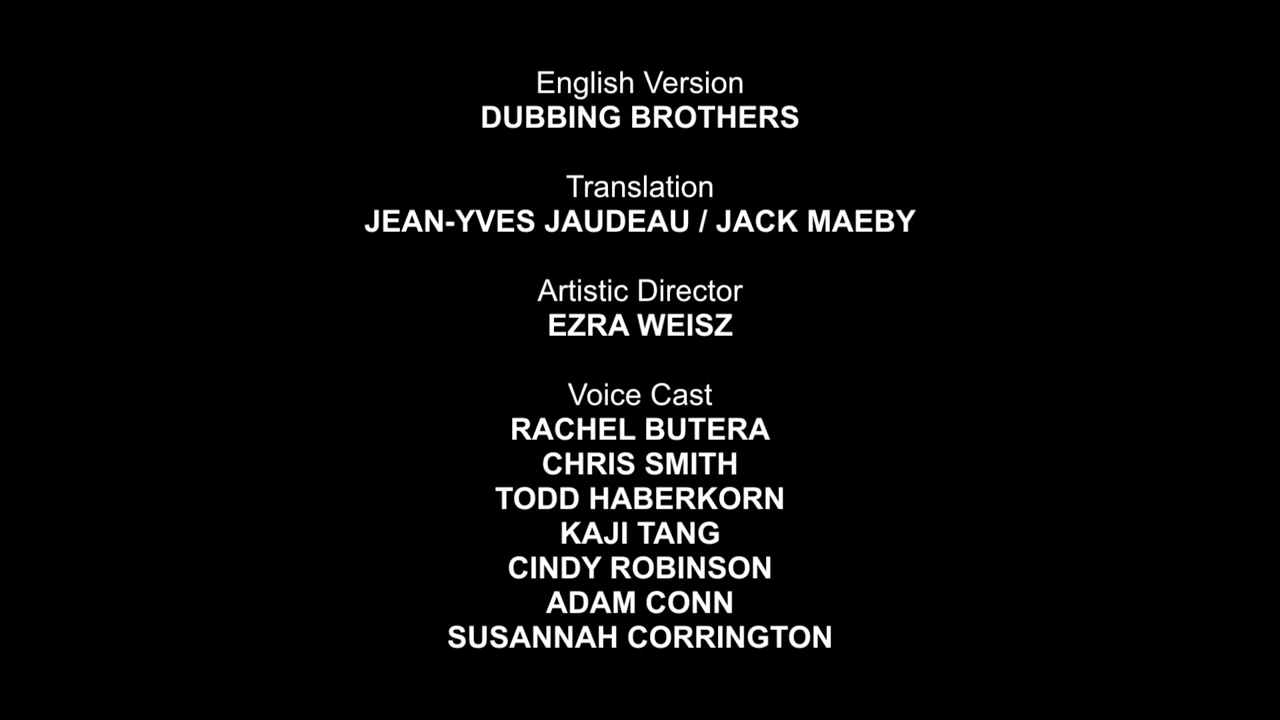 English Version
DUBBING BROTHERS
Translation
JEAN-YVES JAUDEAU / JACK MAEBY
Artistic Director
EZRA WEISZ
Voice Cast
RACHEL BUTERA
CHRIS SMITH
TODD HABERKORN
KAJI TANG
CINDY ROBINSON
ADAM CONN
SUSANNAH CORRINGTON